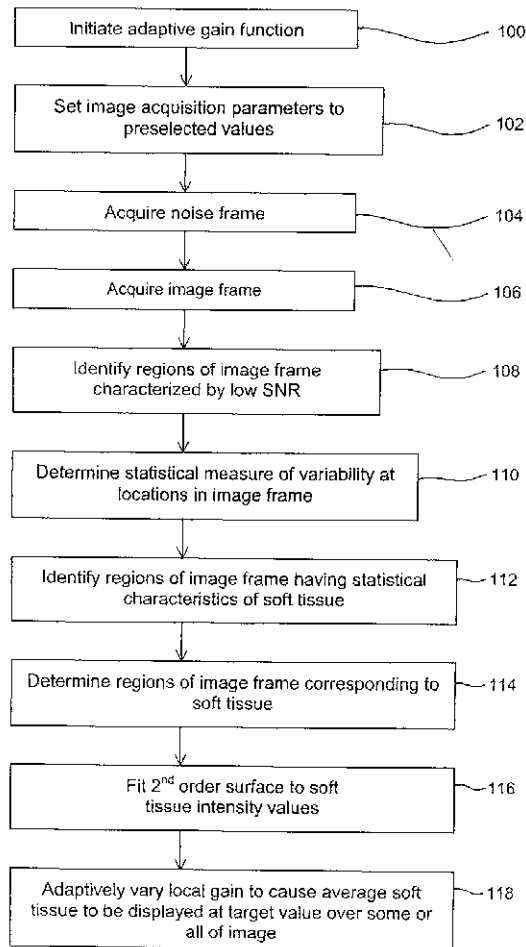 Initiate adaptive gain function
100
Set image acquisition parameters to
preselected values
102
Acquire noise frame
104
Acquire image frame
106
Identify regions of image frame
characterized by low SNR
108
Determine statistical measure of variability at
locations in image frame
110
Identify regions of image frame having statistical
characteristics of soft tissue
112
Determine regions of image frame corresponding to
soft tissue
114
Fit 2nd order surface to soft
tissue intensity values
116
Adaptively vary local gain to cause average soft
tissue to be displayed at target value over some or
all of image
118